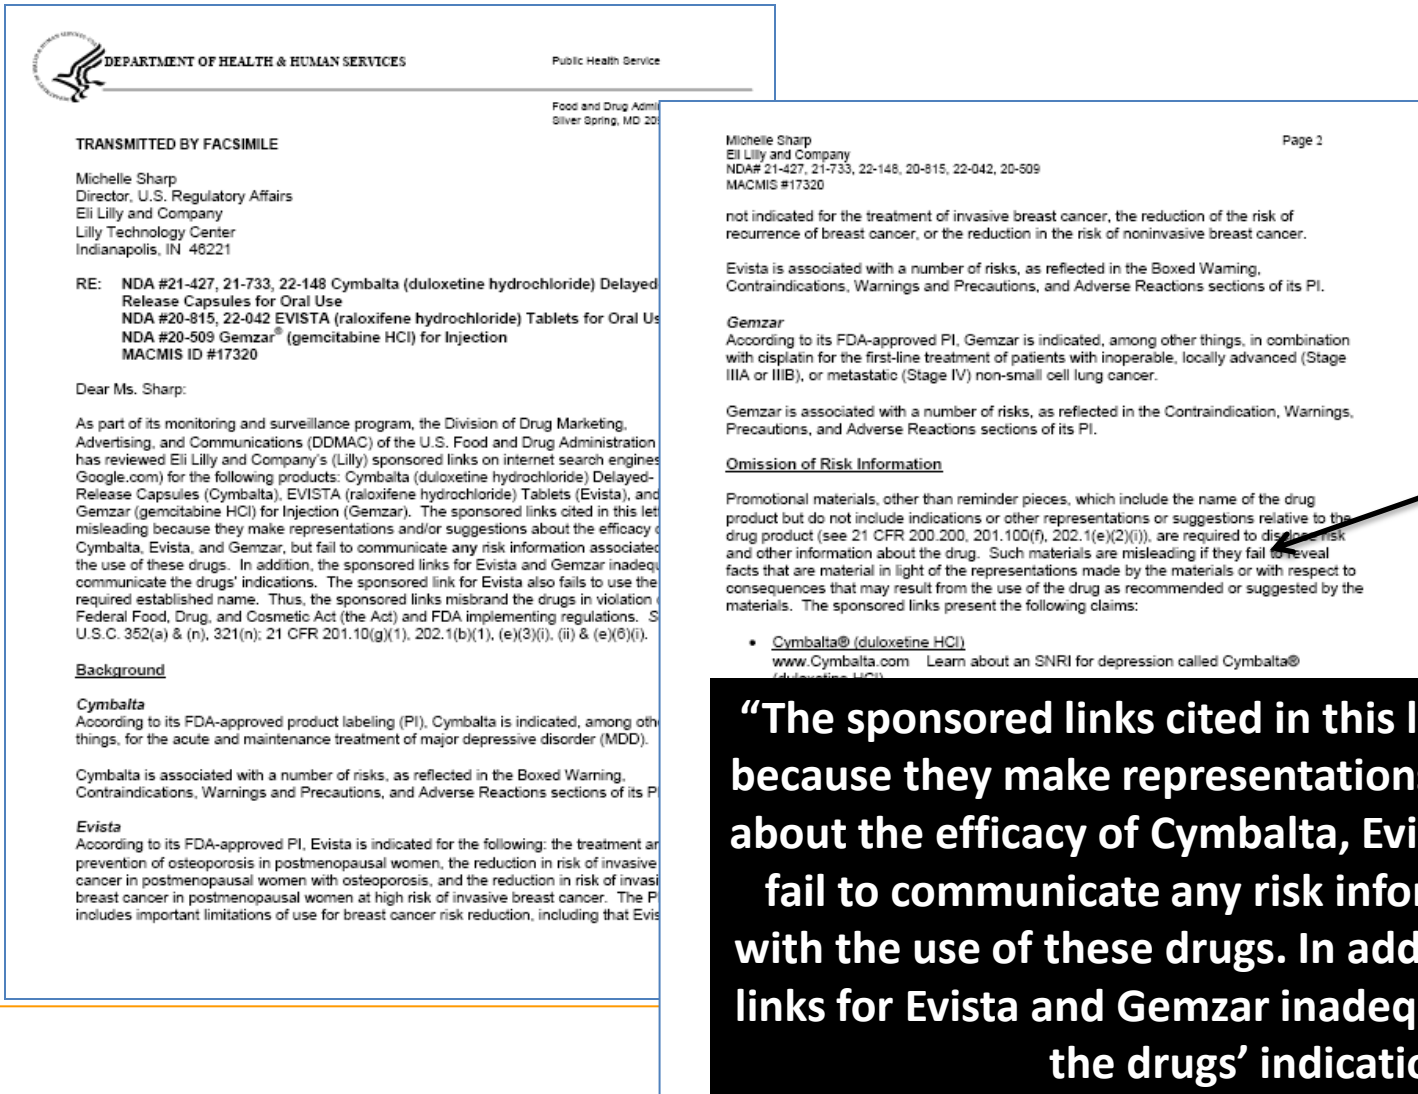 DEPARTMENT OF HEALTH & HUMAN SERVICES
Public Health Service
Food and Drug Admi
Silver Spring, MD 20
TRANSMITTED BY FACSIMILE
Michelle Sharp
Director, U.S. Regulatory Affairs
Eli Lilly and Company
Lilly Technology Center
Indianapolis, IN 46221
RE: NDA #21-427, 21-733, 22-148 Cymbalta (duloxetine hydrochloride) Delayed
Release Capsules for Oral Use
NDA #20-815, 22-042 EVISTA (raloxifene hydrochloride) Tablets for Oral Us
NDA #20-509 Gemzar® (gemcitabine HCl) for Injection
MACMIS ID #17320
Dear Ms. Sharp:
As part of its monitoring and surveillance program, the Division of Drug Marketing,
Advertising, and Communications (DDMAC) of the U.S. Food and Drug Administration
has reviewed Eli Lilly and Company's (Lilly) sponsored links on internet search engines
Google.com) for the following products: Cymbalta (duloxetine hydrochloride) Delayed-
Release Capsules (Cymbalta), EVISTA (raloxifene hydrochloride) Tablets (Evista), and
Gemzar (gemcitabine HCl) for Injection (Gemzar). The sponsored links cited in this let
misleading because they make representations and/or suggestions about the efficacy
Cymbalta, Evista, and Gemzar, but fail to communicate any risk information associated
the use of these drugs. In addition, the sponsored links for Evista and Gemzar inadequ
communicate the drugs' indications. The sponsored link for Evista also fails to use the
required established name. Thus, the sponsored links misbrand the drugs in violation
Federal Food, Drug, and Cosmetic Act (the Act) and FDA implementing regulations. S
U.S.C. 352(a) & (n), 321(n); 21 CFR 201.10(g)(1), 202.1(b)(1), (e)(3)(i), (ii) & (e)(6)(i).
Background
Cymbalta
According to its FDA-approved product labeling (PI), Cymbalta is indicated, among oth
things, for the acute and maintenance treatment of major depressive disorder (MDD).
Cymbalta is associated with a number of risks, as reflected in the Boxed Warning,
Contraindications, Warnings and Precautions, and Adverse Reactions sections of its P
Evista
According to its FDA-approved PI, Evista is indicated for the following: the treatment ar
prevention of osteoporosis in postmenopausal women, the reduction in risk of invasive
cancer in postmenopausal women with osteoporosis, and the reduction in risk of invasi
breast cancer in postmenopausal women at high risk of invasive breast cancer. The P
includes important limitations of use for breast cancer risk reduction, including that Evis
Michelle Sharp Page 2
Eli Lilly and Company
NDA# 21-427, 21-733, 22-148, 20-815, 22-042, 20-509
MACMIS #17320
not indicated for the treatment of invasive breast cancer, the reduction of the risk of
recurrence of breast cancer, or the reduction in the risk of noninvasive breast cancer.
Evista is associated with a number of risks, as reflected in the Boxed Warning,
Contraindications, Warnings and Precautions, and Adverse Reactions sections of its PI.
Gemzar
According to its FDA-approved PI, Gemzar is indicated, among other things, in combination
with cisplatin for the first-line treatment of patients with inoperable, locally advanced (Stage
IIIA or IIIB), or metastatic (Stage IV) non-small cell lung cancer.
Gemzar is associated with a number of risks, as reflected in the Contraindication, Warnings,
Precautions, and Adverse Reactions sections of its PI.
Omission of Risk Information
Promotional materials, other than reminder pieces, which include the name of the drug
product but do not include indications or other representations or suggestions relative to the
drug product (see 21 CFR 200.200, 201.100(f), 202.1(e)(2)(i)), are required to disclose risk
and other information about the drug. Such materials are misleading if they fail to reveal
facts that are material in light of the representations made by the materials or with respect to
consequences that may result from the use of the drug as recommended or suggested by the
materials. The sponsored links present the following claims:
• Cymbalta® (duloxetine HCl)
www.Cymbalta.com Learn about an SNRI for depression called Cymbalta®
(duloxetine HCl)
“The sponsored links cited in this l
because they make representation
about the efficacy of Cymbalta, Evi
fail to communicate any risk infor
with the use of these drugs. In add
links for Evista and Gemzar inadeq
the drugs’ indicati